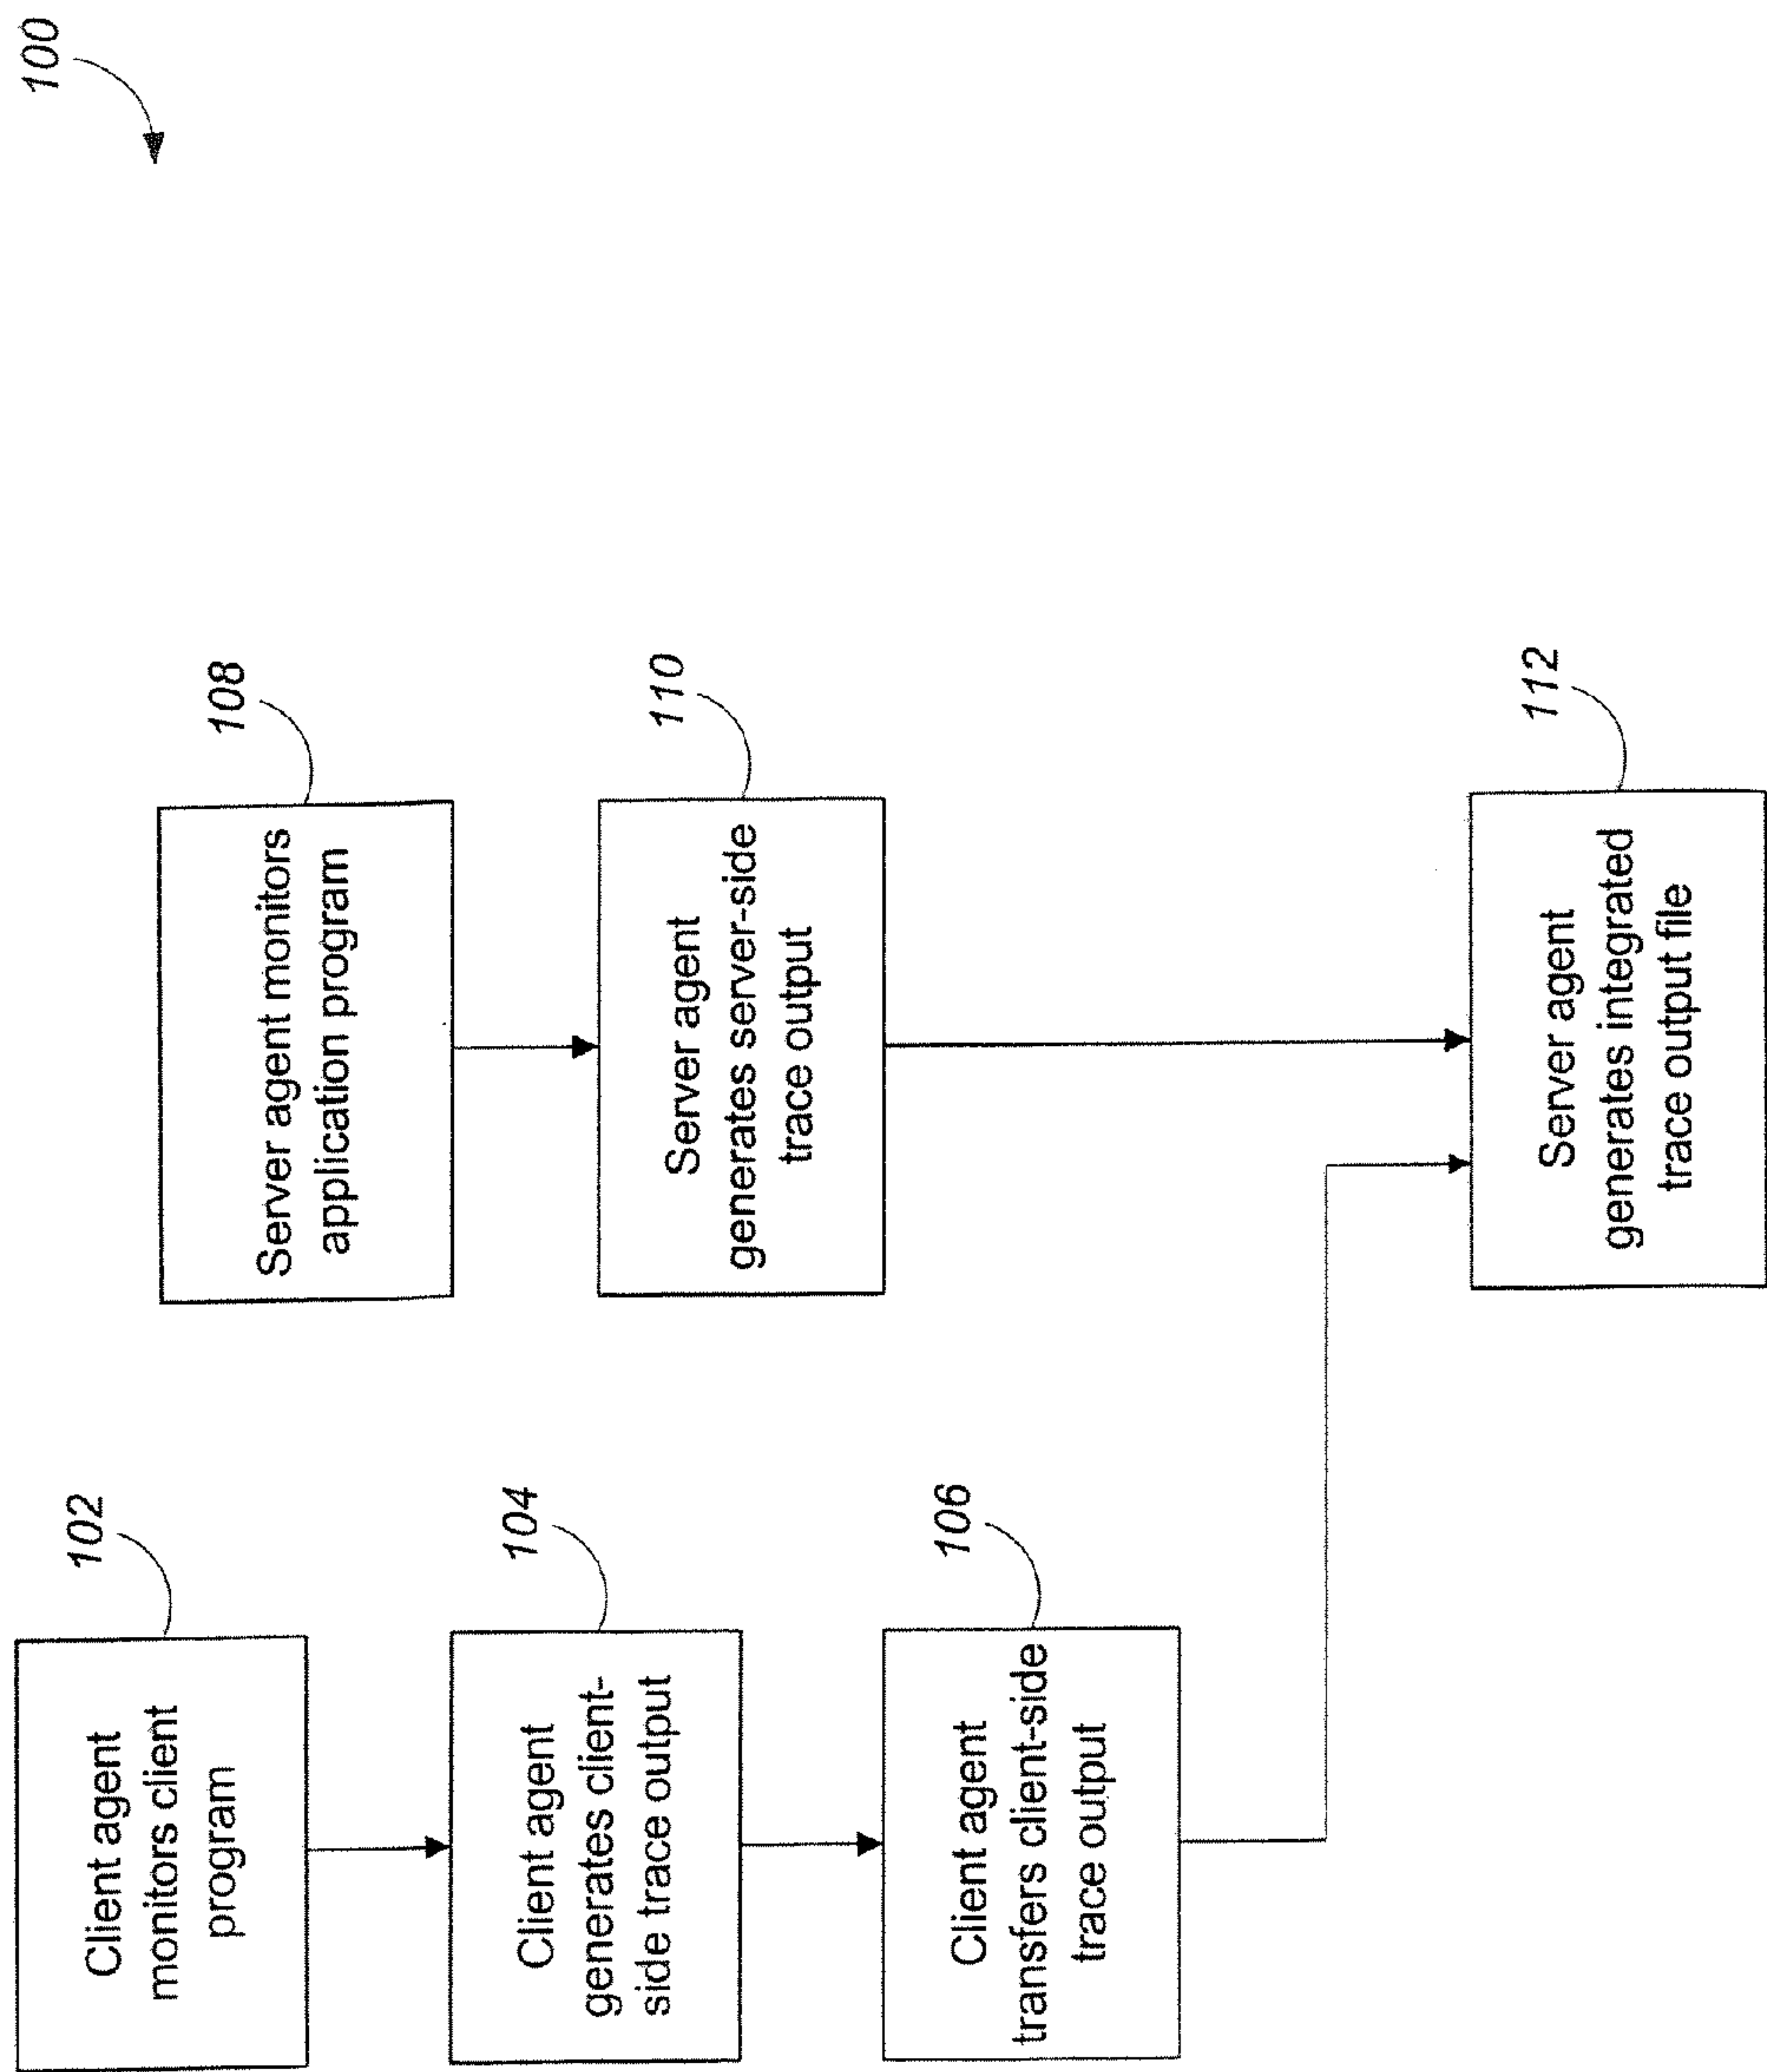 100
102
Client agent
monitors client
program
104
Client agent
generates client-
side trace output
106
Client agent
transfers client-side
trace output
108
Server agent monitors
application program
110
Server agent
generates server-side
trace output
112
Server agent
generates integrated
trace output file